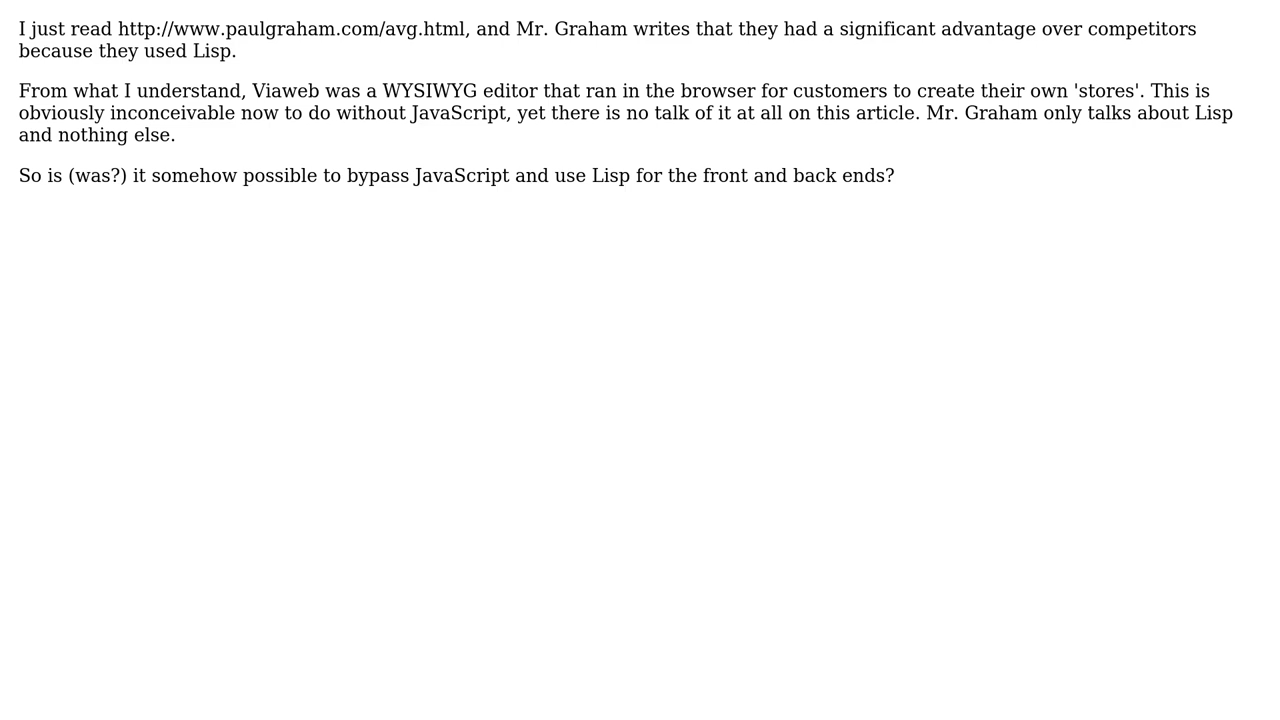 I just read http://www.paulgraham.com/avg.html, and Mr. Graham writes that they had a significant advantage over competitors
because they used Lisp.
From what I understand, Viaweb was a WYSIWYG editor that ran in the browser for customers to create their own 'stores'. This is
obviously inconceivable now to do without JavaScript, yet there is no talk of it at all on this article. Mr. Graham only talks about Lisp
and nothing else.
So is (was?) it somehow possible to bypass JavaScript and use Lisp for the front and back ends?